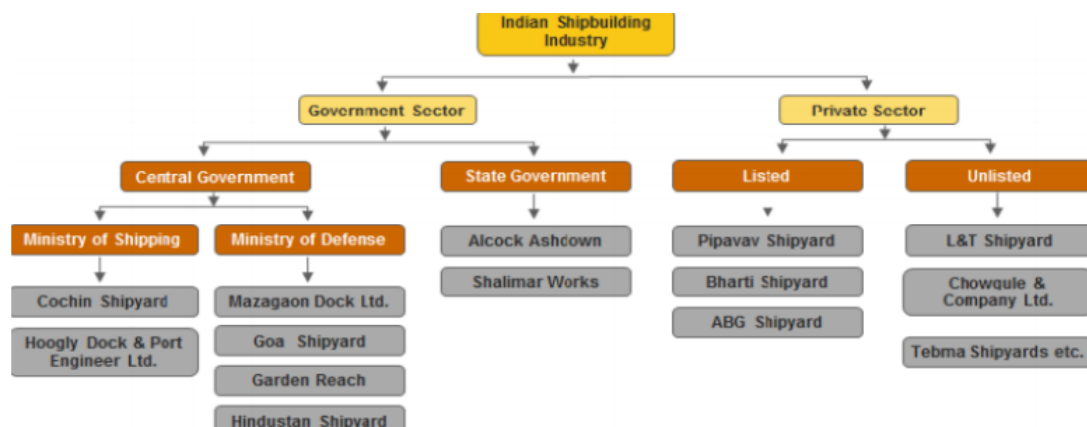 Indian Shipbuilding
Industry
Government Sector
Private Sector
Central Government
State Government
Listed
Unlisted
Ministry of Shipping
Ministry of Defense
Alcock Ashdown
Pipavav Shipyard
L&T Shipyard
Cochin Shipyard
Mazagaon Dock Ltd.
Shalimar Works
Bharti Shipyard
Chowgule &
Company Ltd.
Hoogly Dock & Port
Engineer Ltd.
Goa Shipyard
ABG Shipyard
Tebma Shipyards etc.
Garden Reach
Hindustan Shipyard